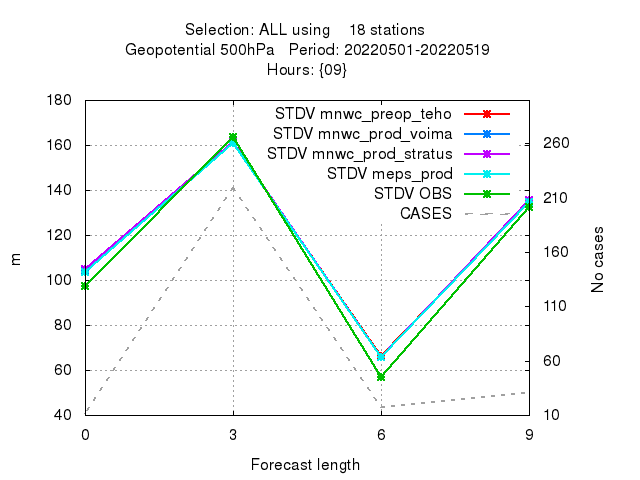 Selection: ALL using 18 stations
Geopotential 500hPa Period: 20220501-20220519
Hours: {09}
STDV mnwc_preop_teho
STDV mnwc_prod_voima
STDV mnwc_prod_stratus
STDV meps_prod
STDV OBS
CASES
180
160
140
120
100
80
60
40
m
260
210
160
110
60
10
No cases
0 3 6 9
Forecast length